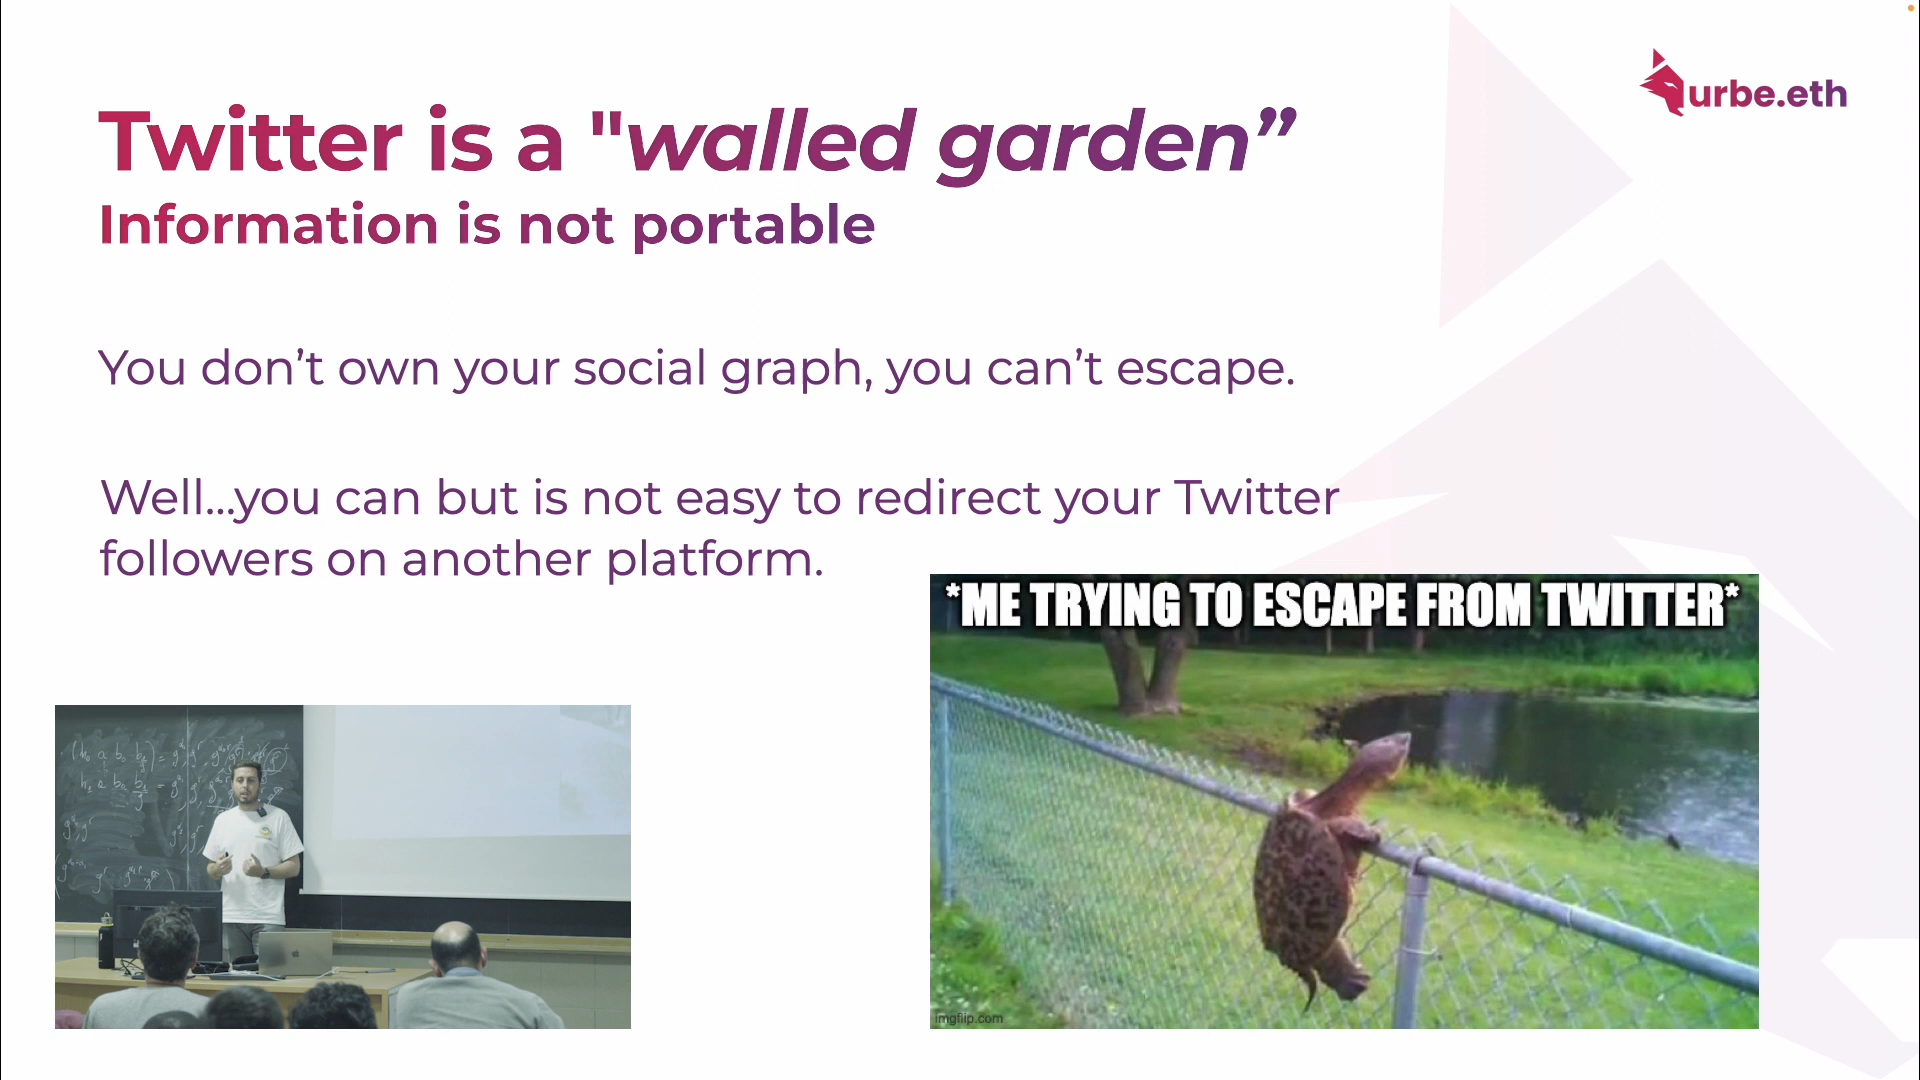 urbe.eth
Twitter is a "walled garden”
Information is not portable
You don’t own your social graph, you can’t escape.
Well...you can but is not easy to redirect your Twitter
followers on another platform.
*ME TRYING TO ESCAPE FROM TWITTER*
imgflip.com